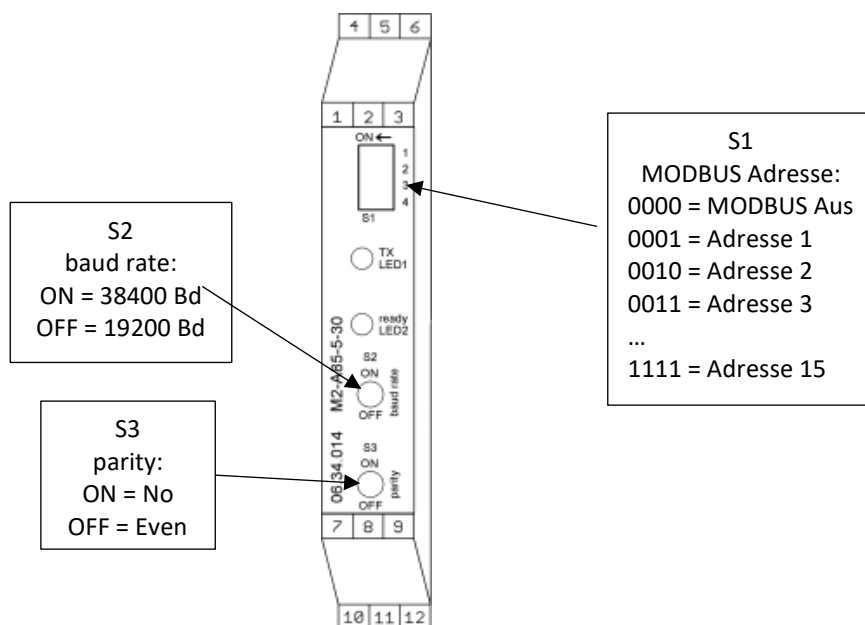 4 5 6
1 2 3
ON ←
1
2
3
4
S1
TX
LED1
ready
LED2
M2-A65-5-30
S2
ON
OFF
baud rate
06.34.014
S3
ON
OFF
parity
7 8 9
10 11 12
S2
baud rate:
ON = 38400 Bd
OFF = 19200 Bd
S3
parity:
ON = No
OFF = Even
S1
MODBUS Adresse:
0000 = MODBUS Aus
0001 = Adresse 1
0010 = Adresse 2
0011 = Adresse 3
...
1111 = Adresse 15